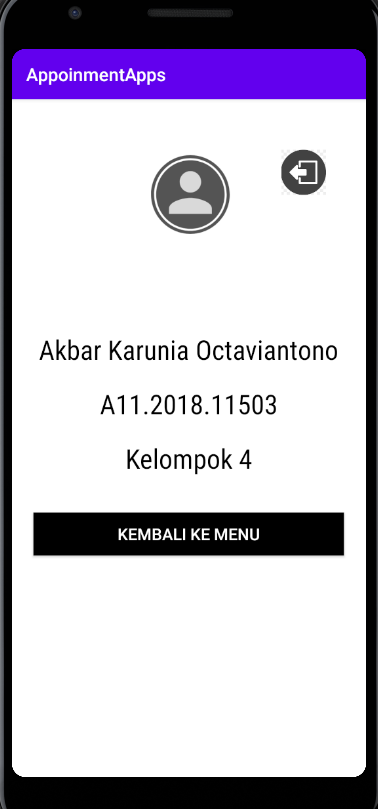 AppoinmentApps
Akbar Karunia Octaviantono
A11.2018.11503
Kelompok 4
KEMBALI KE MENU